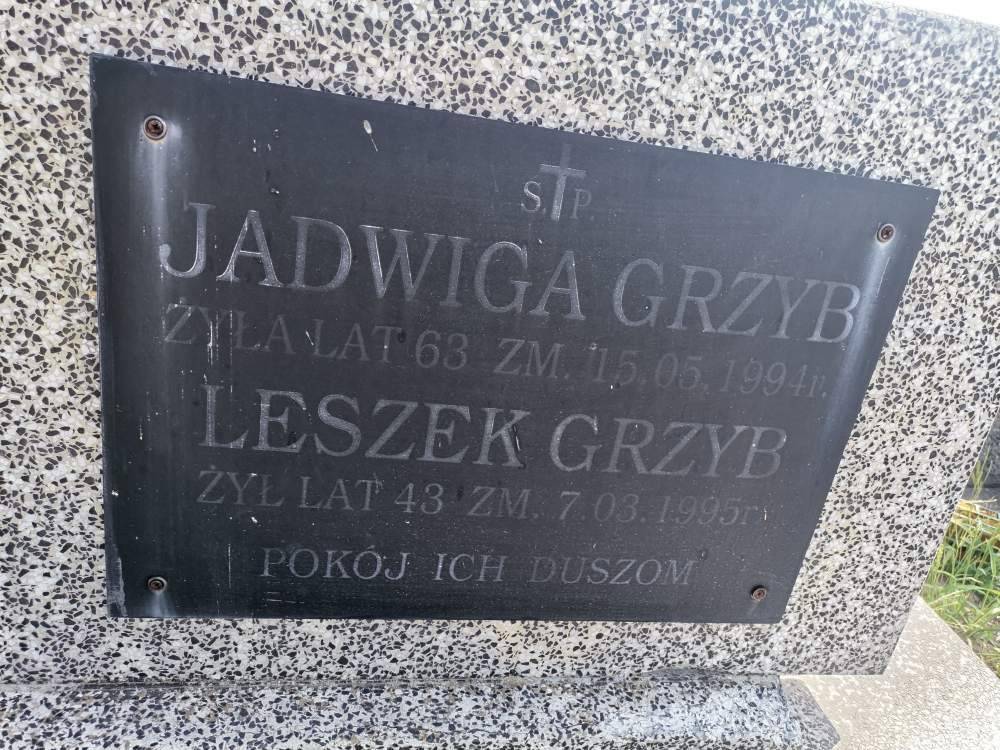 S. P.
JADWIGA GRZYB
ŻYŁA LAT 63 ZM. 15.05.1994r.
LESZEK GRZYB
ŻYŁ LAT 43 ZM. 7 03.1995r
POKÓJ ICH DUSZOM